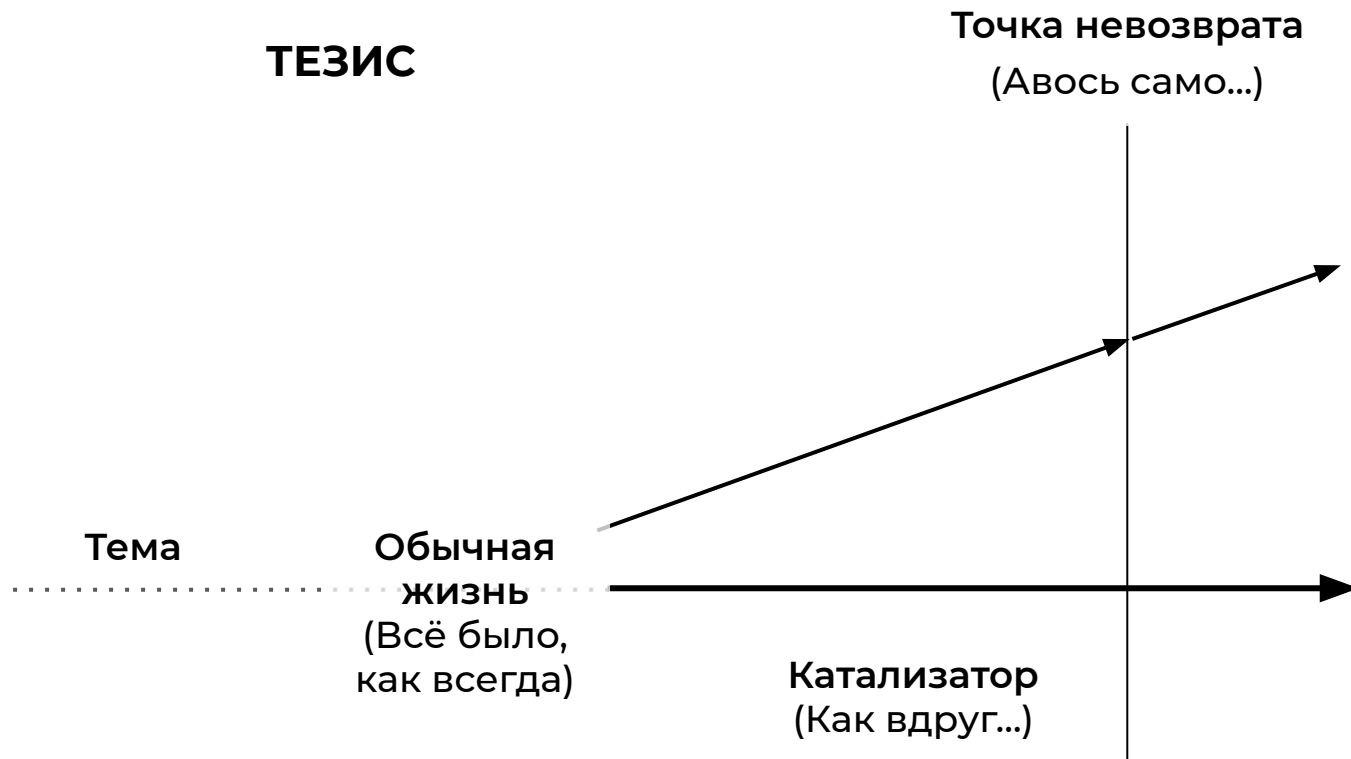 ТЕЗИС
Точка невозврата
(Авось само...)
Тема
Обычная
жизнь
(Всё было,
как всегда)
Катализатор
(Как вдруг...)